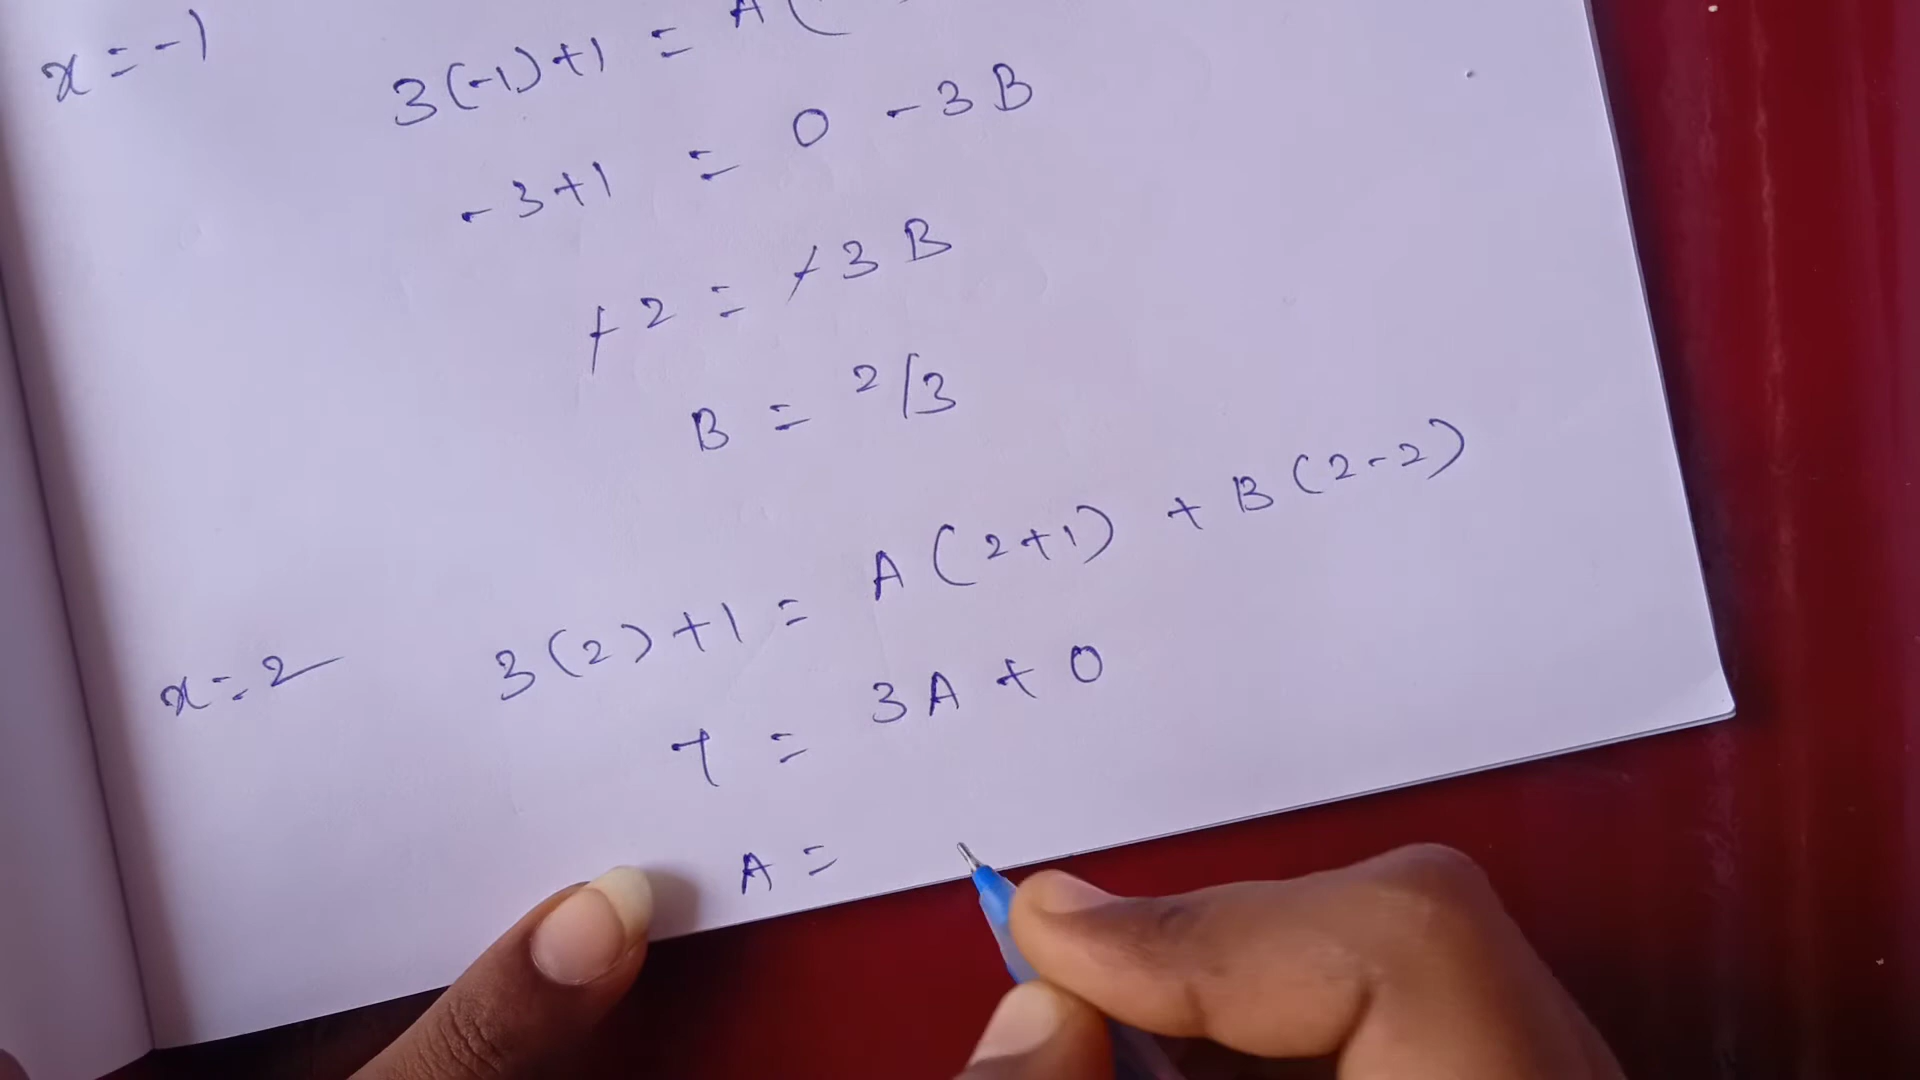 x = -1 3(-1)+1 = A(
-3+1 = 0 -3B
-2 = -3B
B = 2/3
x = 2 3(2)+1 = A(2+1) + B(2-2)
7 = 3A + 0
A =